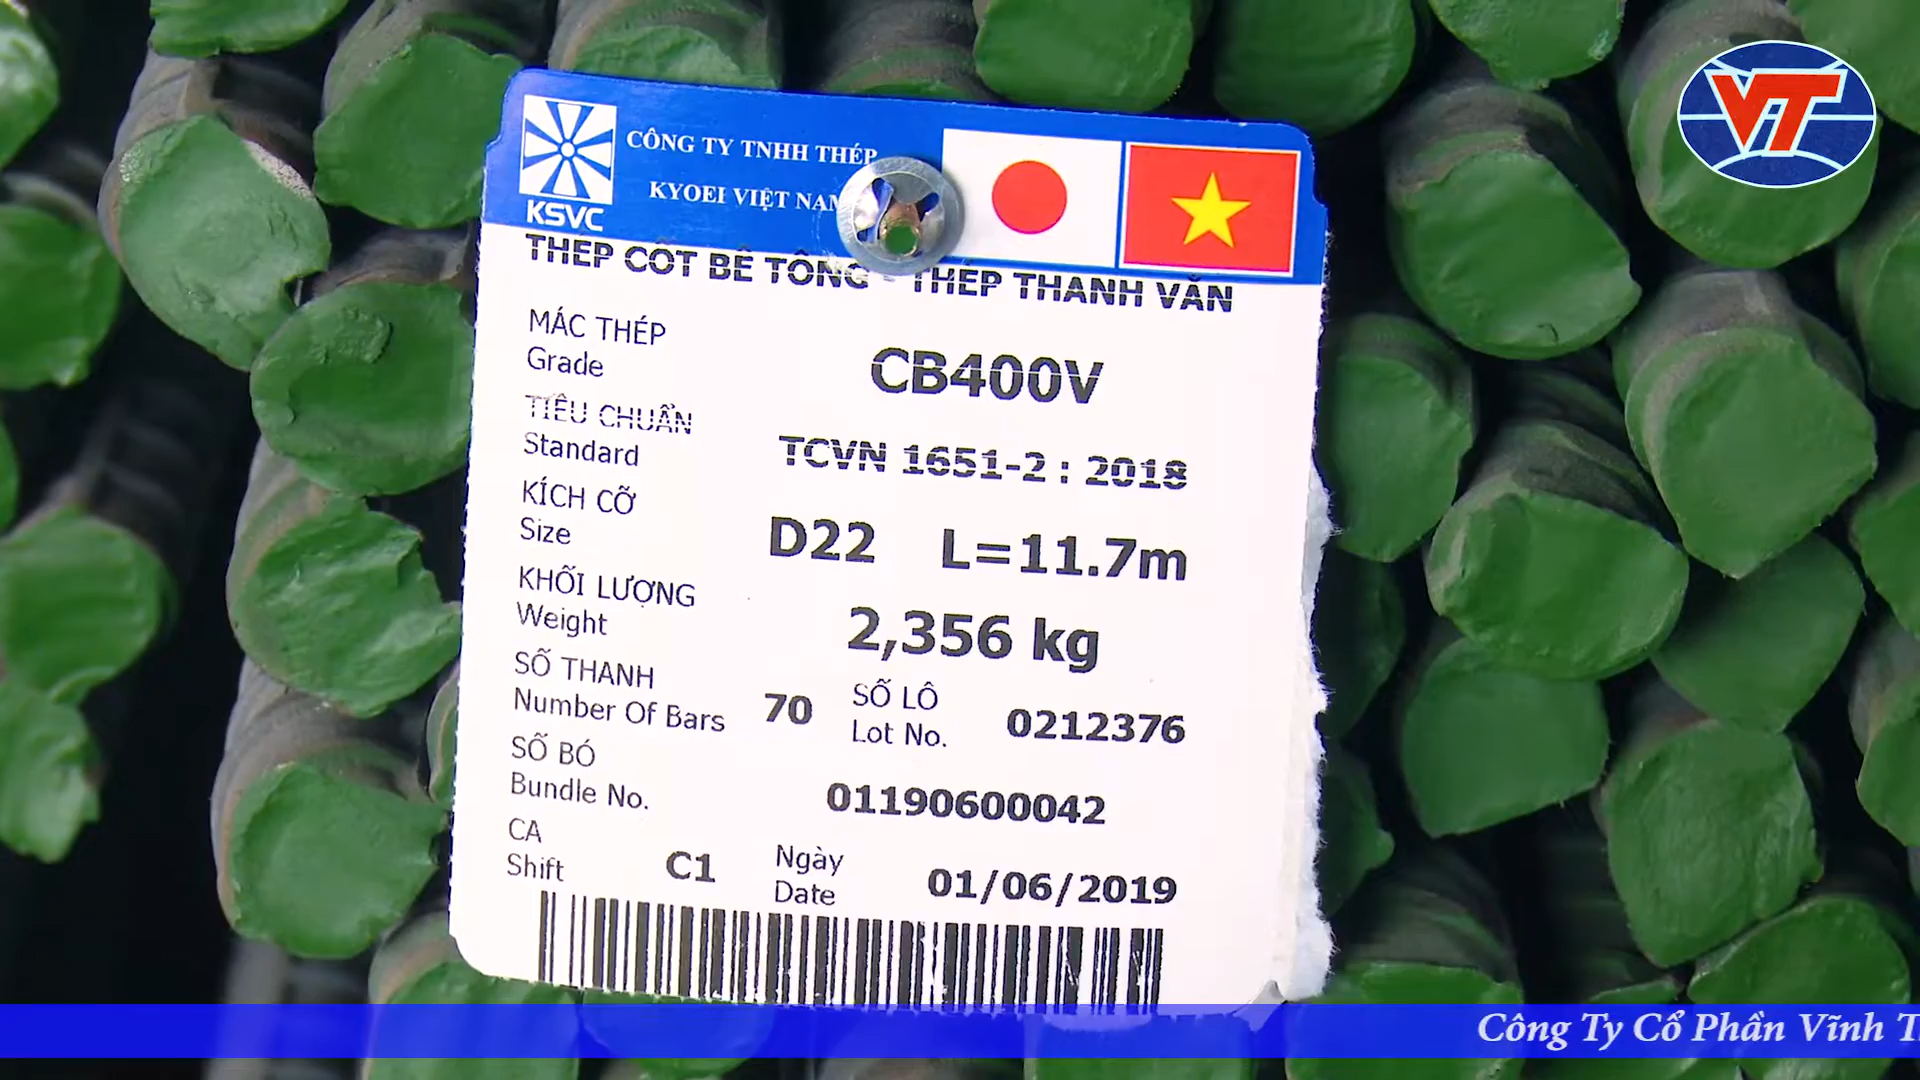 VT
CÔNG TY TNHH THÉP
KYOEI VIỆT NAM
KSVC
THÉP CỐT BÊ TÔNG - THÉP THANH VẰN
MÁC THÉP
Grade
CB400V
TIÊU CHUẨN
Standard
TCVN 1651-2 : 2018
KÍCH CỠ
Size
D22 L=11.7m
KHỐI LƯỢNG
Weight
2,356 kg
SỐ THANH
Number Of Bars
70
SỐ LÔ
Lot No.
0212376
SỐ BÓ
Bundle No.
01190600042
CA
Shift
C1
Ngày
Date
01/06/2019
Công Ty Cổ Phần Vĩnh